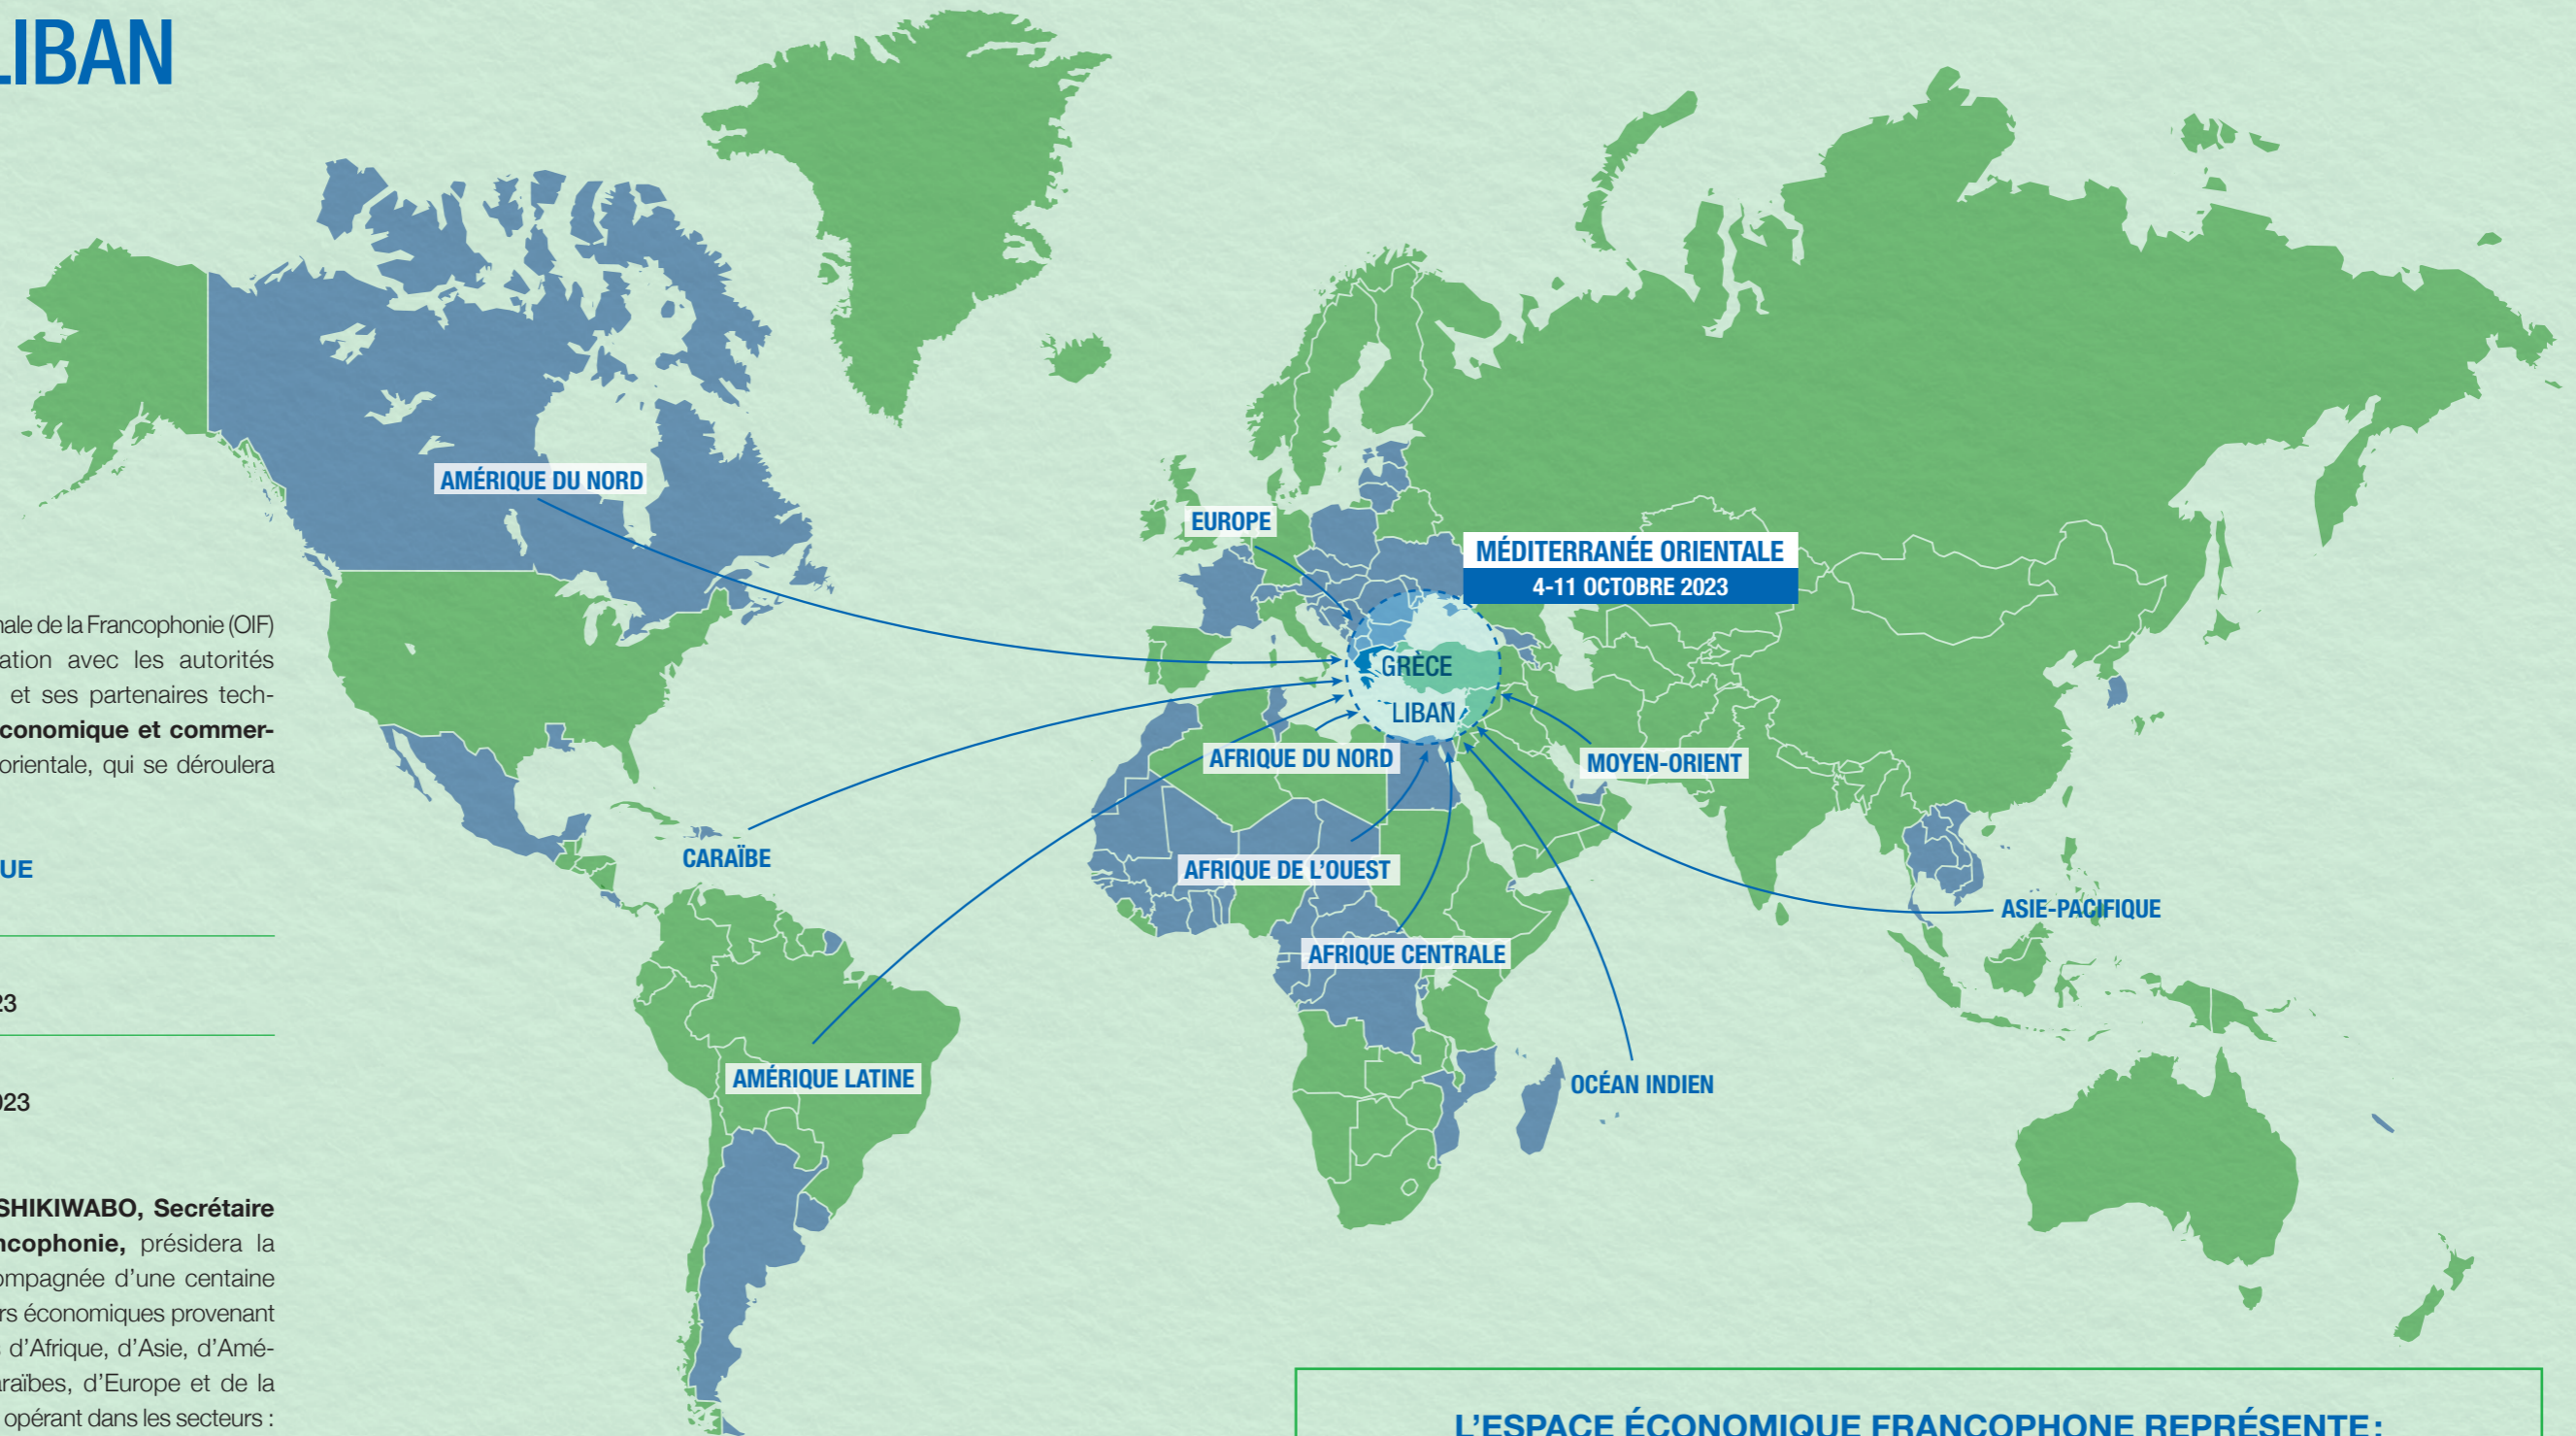 LIBAN
nale de la Francophonie (OIF)
ation avec les autorités
et ses partenaires tech-
conomique et commer-
orientale, qui se déroulera
UE
23
023
SHIKIWABO, Secrétaire
ncophonie, présidera la
ompagnée d'une centaine
rs économiques provenant
s d'Afrique, d'Asie, d'Amé-
araïbes, d'Europe et de la
opérant dans les secteurs :
AMÉRIQUE DU NORD
EUROPE
MÉDITERRANÉE ORIENTALE
4-11 OCTOBRE 2023
GRÈCE
LIBAN
AFRIQUE DU NORD
MOYEN-ORIENT
CARAÏBE
AFRIQUE DE L'OUEST
ASIE-PACIFIQUE
AFRIQUE CENTRALE
AMÉRIQUE LATINE
OCÉAN INDIEN
L'ESPACE ÉCONOMIQUE FRANCOPHONE REPRÉSENTE :